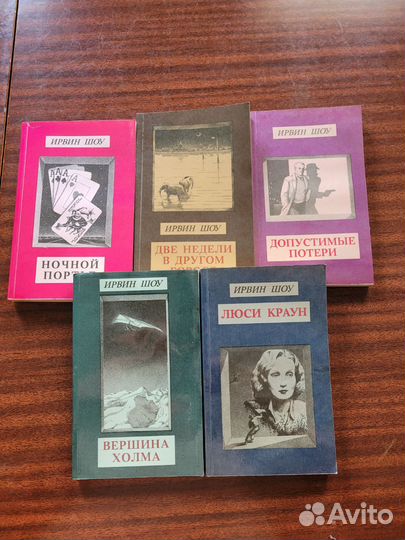 ИРВИН ШОУ
НОЧНОЙ
ПОРТЬЕ
ИРВИН ШОУ
ДВЕ НЕДЕЛИ
В ДРУГОМ
ГОРОДЕ
ИРВИН ШОУ
ДОПУСТИМЫЕ
ПОТЕРИ
ИРВИН ШОУ
ВЕРШИНА
ХОЛМА
ИРВИН ШОУ
ЛЮСИ КРАУН
Avito